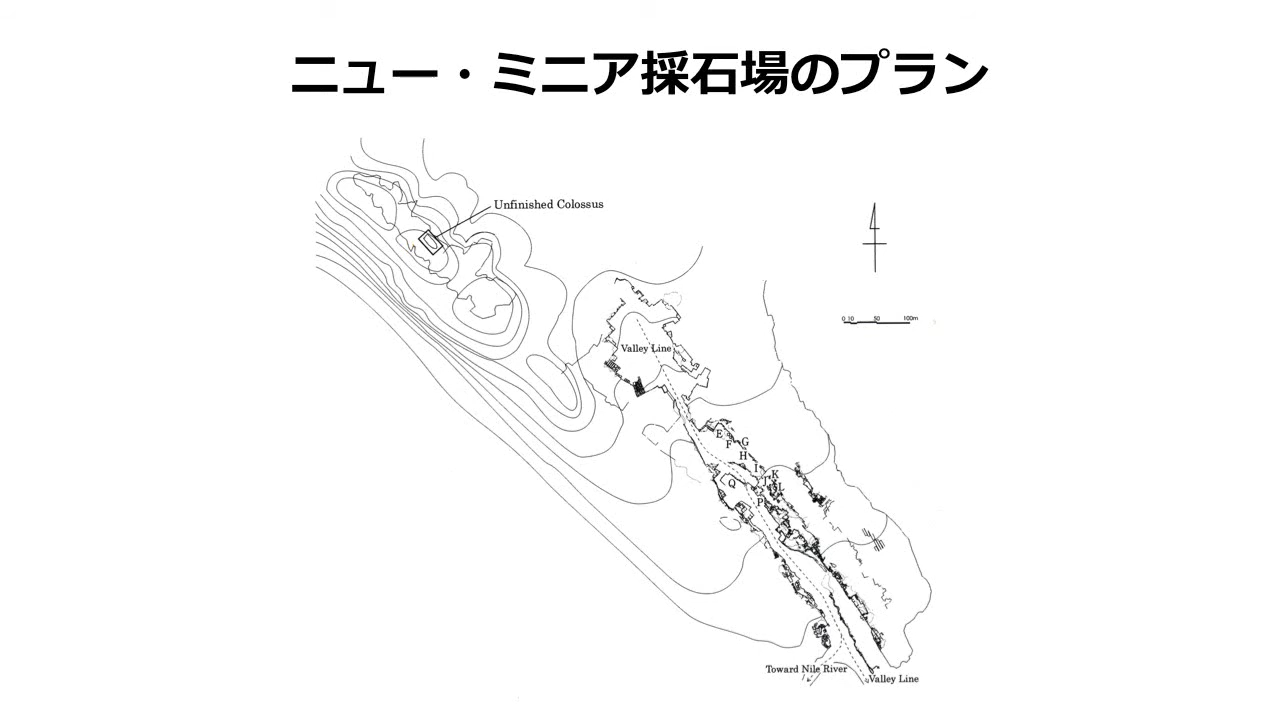 ニュー・ミニア採石場のプラン
Unfinished Colossus
0 10 50 100m
Valley Line
E
F
G
H
I
K
J
L
Q
P
Toward Nile River
Valley Line